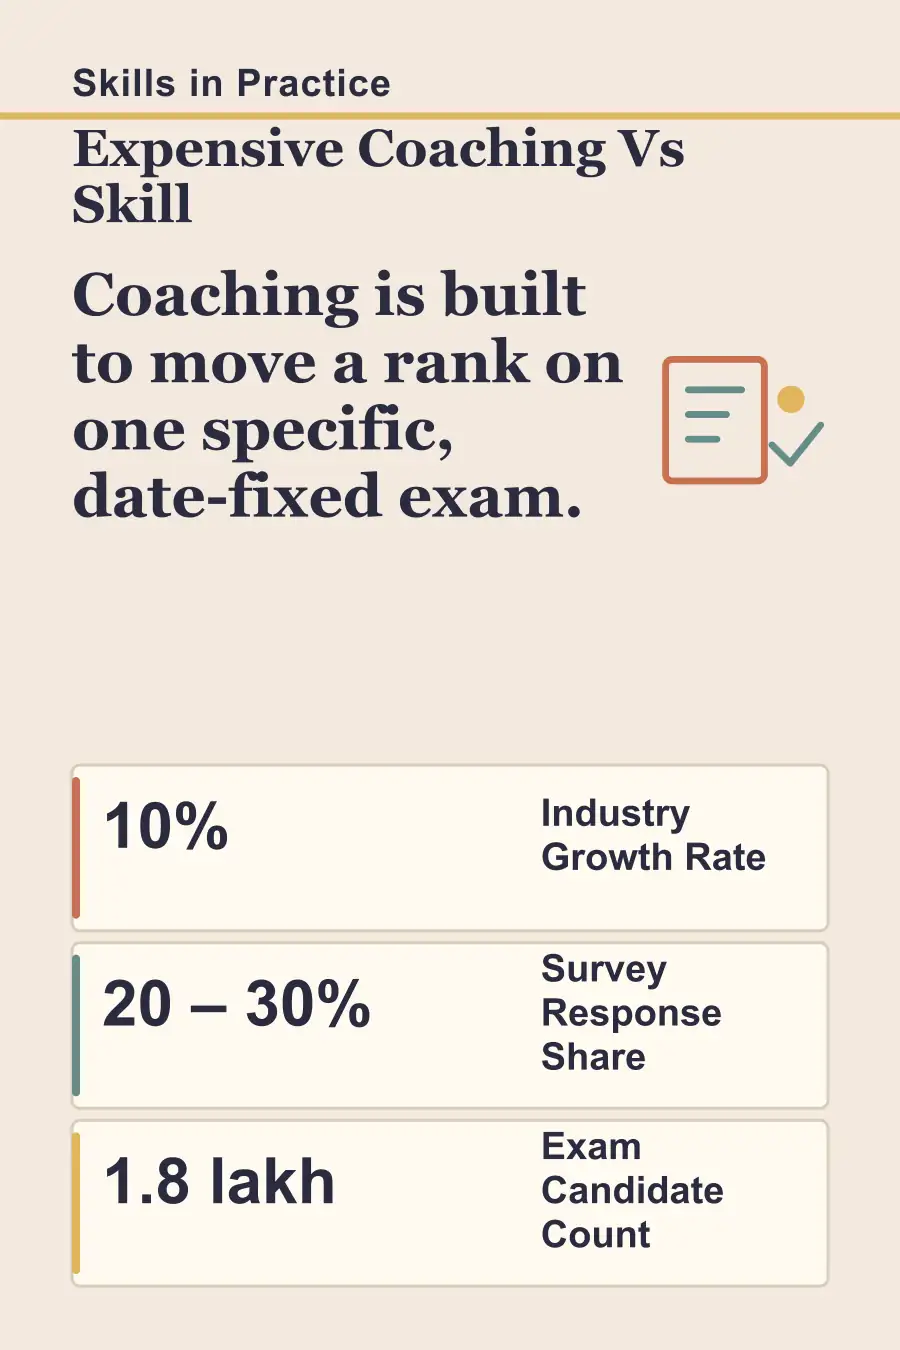 Skills in Practice
Expensive Coaching Vs
Skill
Coaching is built
to move a rank on
one specific,
date-fixed exam.
10%
Industry
Growth Rate
20 – 30%
Survey
Response
Share
1.8 lakh
Exam
Candidate
Count